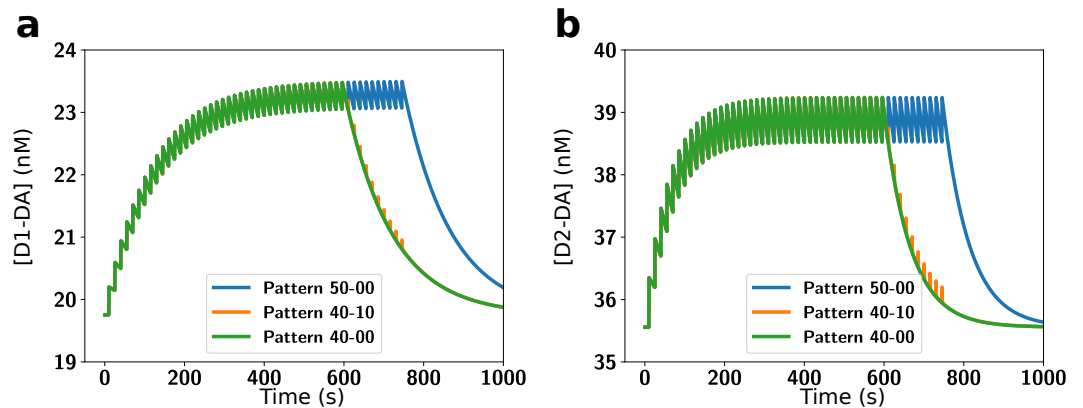 a
[D1-DA] (nM)
24
23
22
21
20
19
Pattern 50-00
Pattern 40-10
Pattern 40-00
0 200 400 600 800 1000
Time (s)
b
[D2-DA] (nM)
40
39
38
37
36
35
Pattern 50-00
Pattern 40-10
Pattern 40-00
0 200 400 600 800 1000
Time (s)